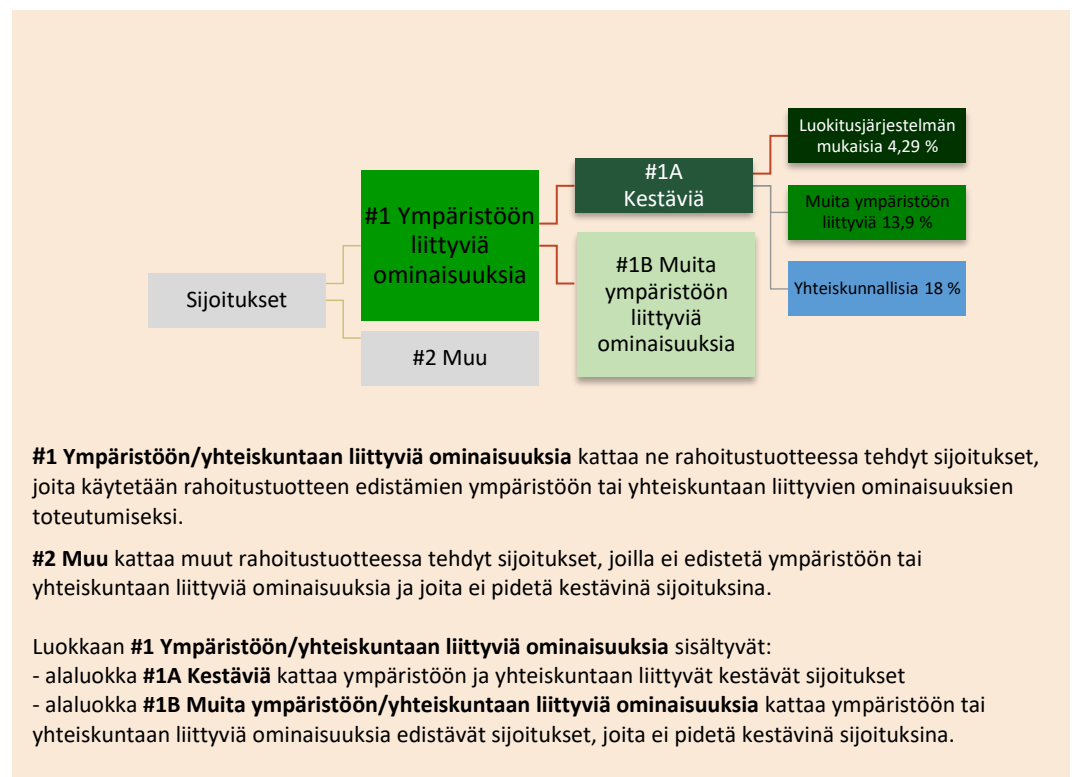 Luokitusjärjestelmän
mukaisia 4,29 %
#1A
Kestäviä
#1 Ympäristöön
liittyviä
ominaisuuksia
Muita ympäristöön
liittyviä 13,9 %
#1B Muita
ympäristöön
liittyviä
ominaisuuksia
Sijoitukset
Yhteiskunnallisia 18 %
#2 Muu
#1 Ympäristöön/yhteiskuntaan liittyviä ominaisuuksia kattaa ne rahoitustuotteessa tehdyt sijoitukset,
joita käytetään rahoitustuotteen edistämien ympäristöön tai yhteiskuntaan liittyvien ominaisuuksien
toteutumiseksi.
#2 Muu kattaa muut rahoitustuotteessa tehdyt sijoitukset, joilla ei edistetä ympäristöön tai
yhteiskuntaan liittyviä ominaisuuksia ja joita ei pidetä kestävinä sijoituksina.
Luokkaan #1 Ympäristöön/yhteiskuntaan liittyviä ominaisuuksia sisältyvät:
- alaluokka #1A Kestäviä kattaa ympäristöön ja yhteiskuntaan liittyvät kestävät sijoitukset
- alaluokka #1B Muita ympäristöön/yhteiskuntaan liittyviä ominaisuuksia kattaa ympäristöön tai
yhteiskuntaan liittyviä ominaisuuksia edistävät sijoitukset, joita ei pidetä kestävinä sijoituksina.